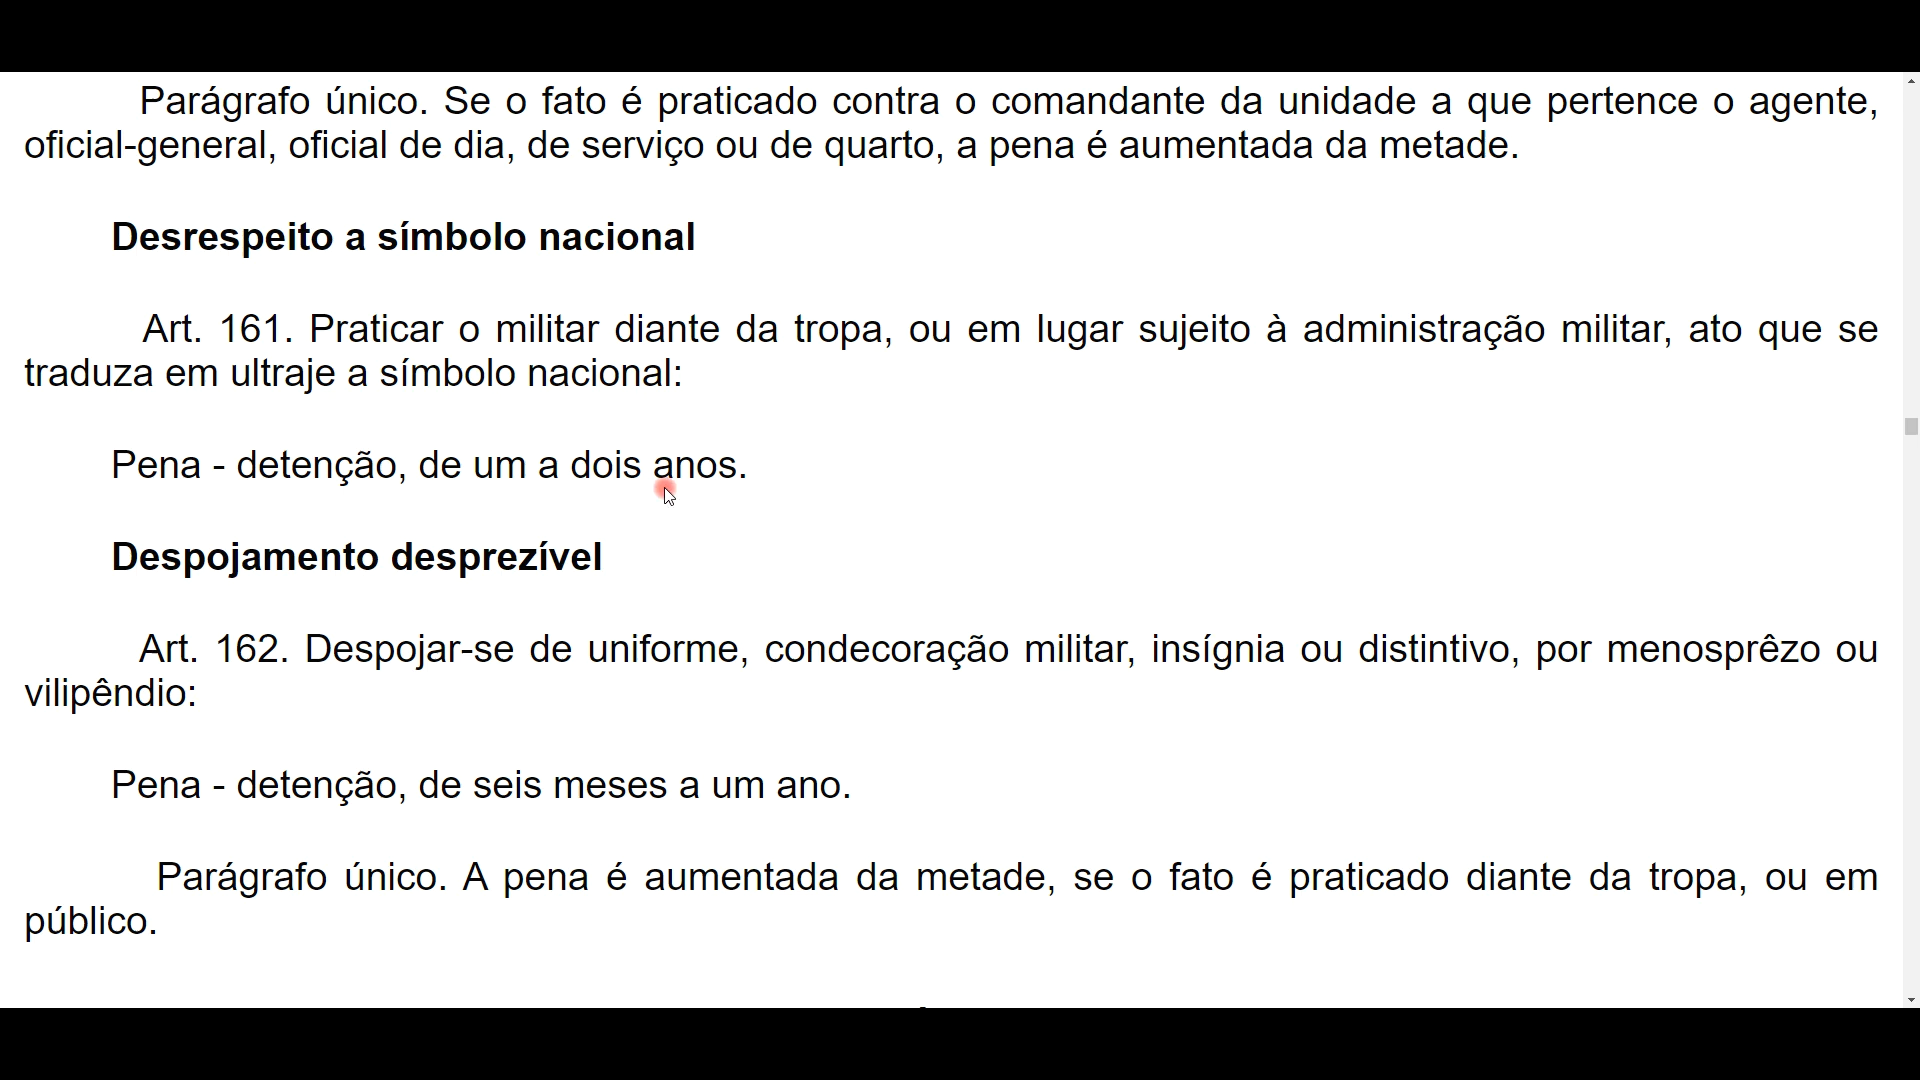 Parágrafo único. Se o fato é praticado contra o comandante da unidade a que pertence o agente,
oficial-general, oficial de dia, de serviço ou de quarto, a pena é aumentada da metade.
Desrespeito a símbolo nacional
Art. 161. Praticar o militar diante da tropa, ou em lugar sujeito à administração militar, ato que se
traduza em ultraje a símbolo nacional:
Pena - detenção, de um a dois anos.
Despojamento desprezível
Art. 162. Despojar-se de uniforme, condecoração militar, insígnia ou distintivo, por menosprêzo ou
vilipêndio:
Pena - detenção, de seis meses a um ano.
Parágrafo único. A pena é aumentada da metade, se o fato é praticado diante da tropa, ou em
público.